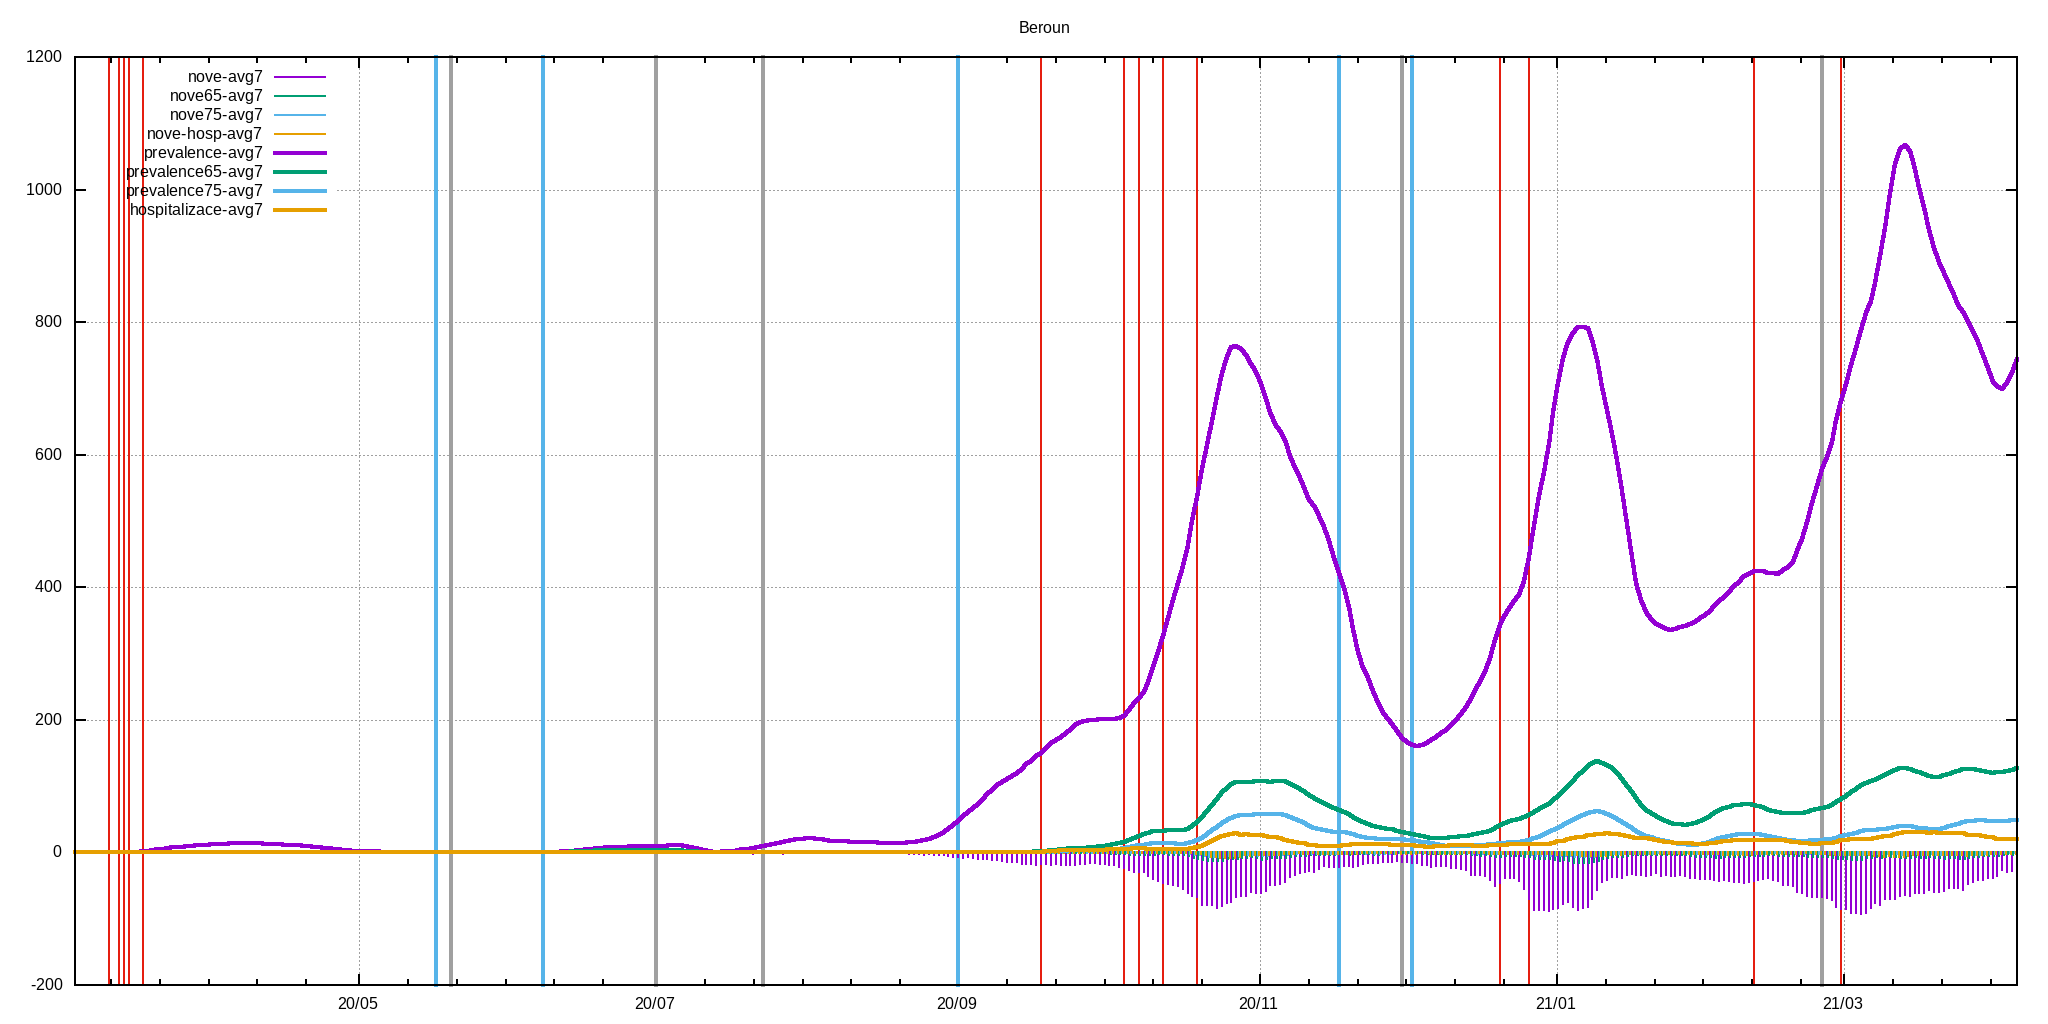 Beroun
1200
1000
800
600
400
200
0
-200
nove-avg7
nove65-avg7
nove75-avg7
nove-hosp-avg7
prevalence-avg7
prevalence65-avg7
prevalence75-avg7
hospitalizace-avg7
20/05 20/07 20/09 20/11 21/01 21/03